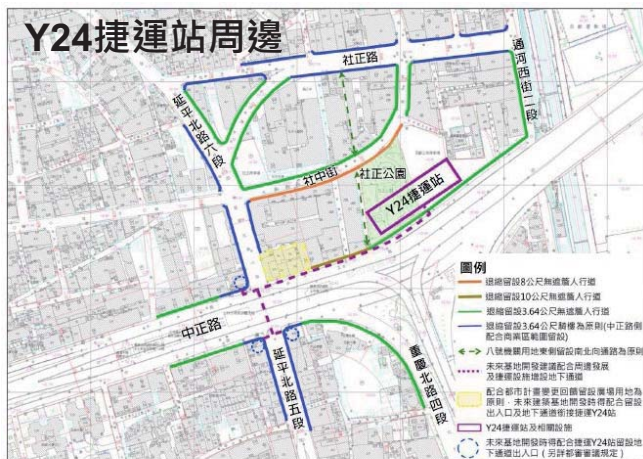 Y24捷運站周邊
社正路
通河西街二段
延平北路六段
社中街
社正公園
Y24捷運站
中正路
延平北路五段
重慶北路四段
圖例
退縮留設8公尺無遮簷人行道
退縮留設10公尺無遮簷人行道
退縮留設3.64公尺無遮簷人行道
退縮留設3.64公尺騎樓為原則(中正路側
配合商業區範圍留設)
八號機關用地東側留設南北向通路為原則
未來基地開發建議配合周邊發展
及捷運設施增設地下通道
配合都市計畫變更回饋留設廣場用地為
原則，未來建築基地開發時得配合留設
出入口及地下通道銜接捷運Y24站
Y24捷運站及相關設施
未來基地開發時得配合捷運Y24站留設地
下通道出入口（另詳都審審議規定）